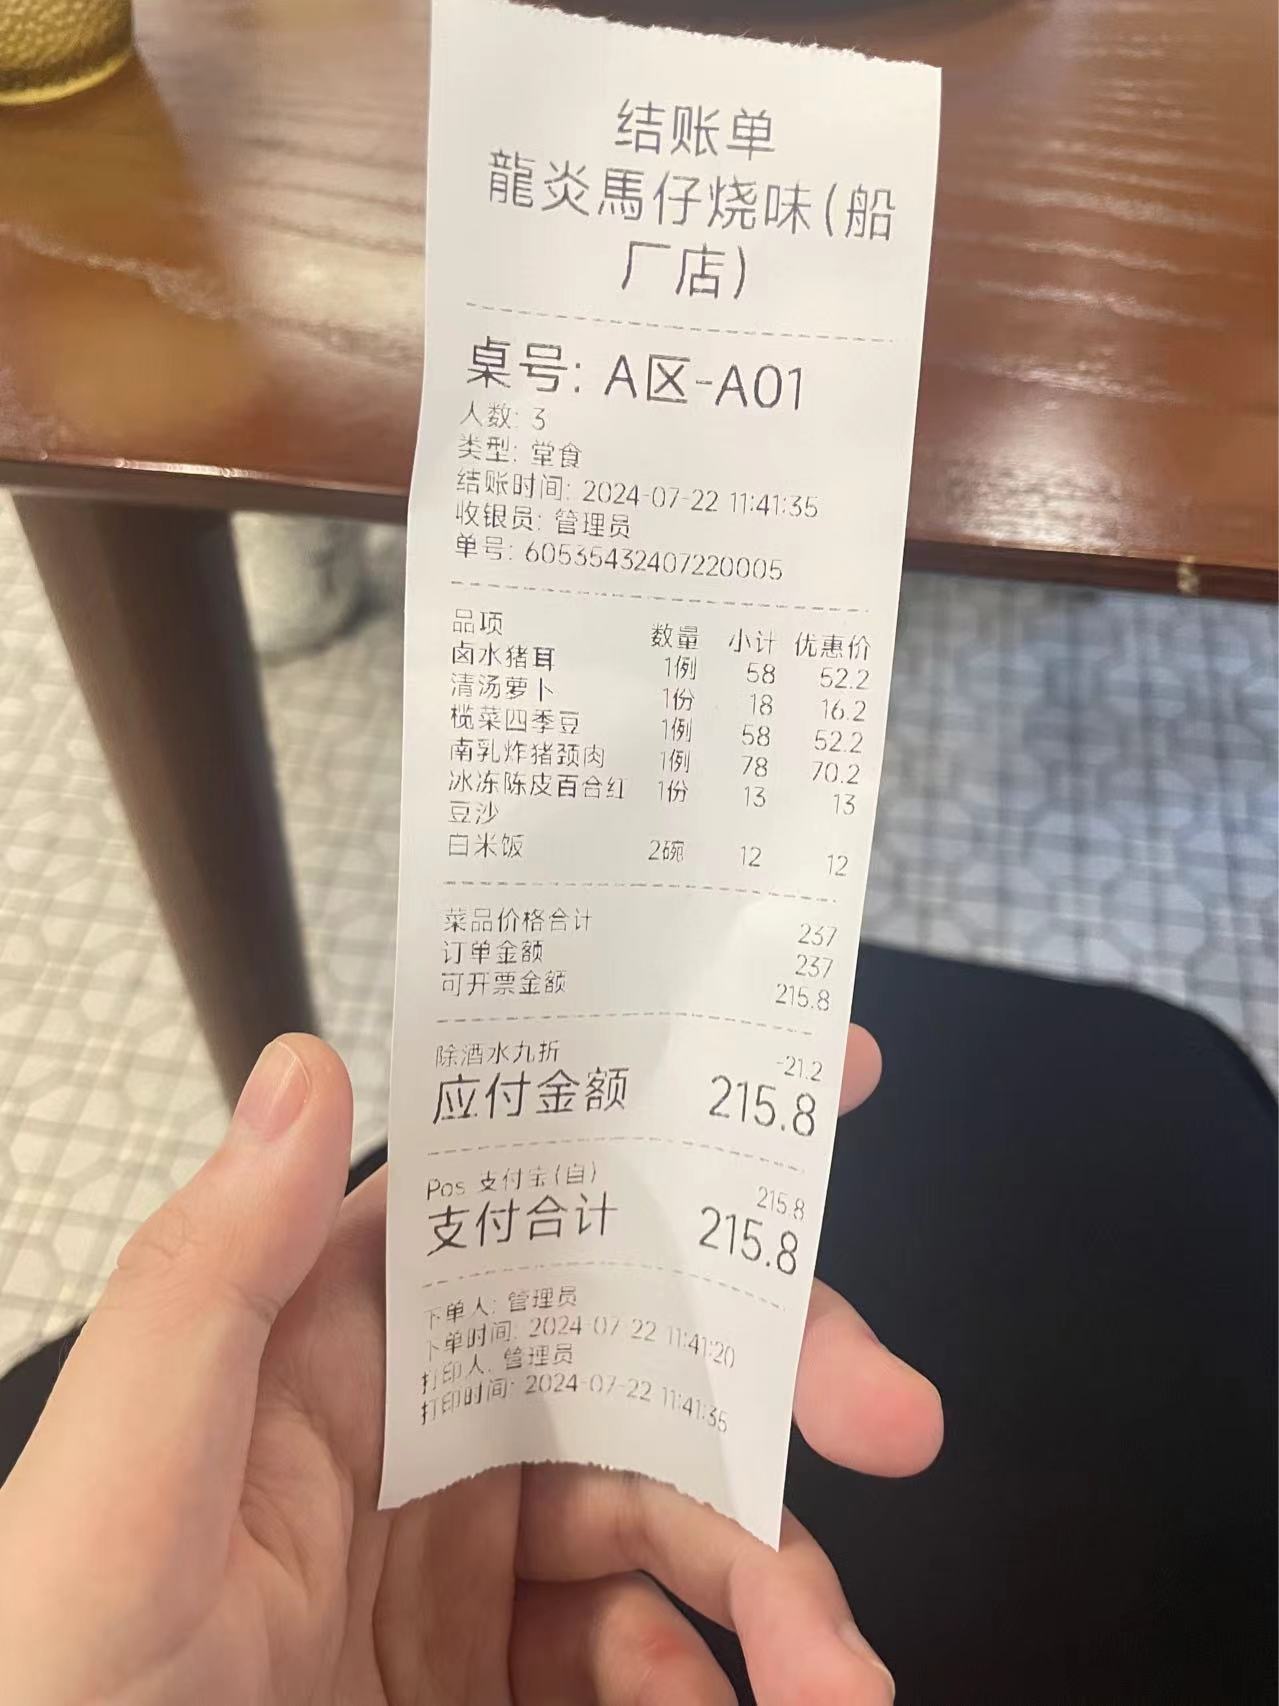 结账单
龍炎馬仔烧味(船
厂店)
桌号: A区-A01
人数: 3
类型: 堂食
结账时间: 2024-07-22 11:41:35
收银员: 管理员
单号: 60535432407220005
品项 数量 小计 优惠价
卤水猪耳 1例 58 52.2
清汤萝卜 1份 18 16.2
榄菜四季豆 1例 58 52.2
南乳炸猪颈肉 1例 78 70.2
冰冻陈皮百合红 1份 13 13
豆沙
白米饭 2碗 12 12
菜品价格合计 237
订单金额 237
可开票金额 215.8
除酒水九折 -21.2
应付金额 215.8
Pos 支付宝(自) 215.8
支付合计 215.8
下单人: 管理员
下单时间: 2024-07-22 11:41:20
打印人: 管理员
打印时间: 2024-07-22 11:41:35